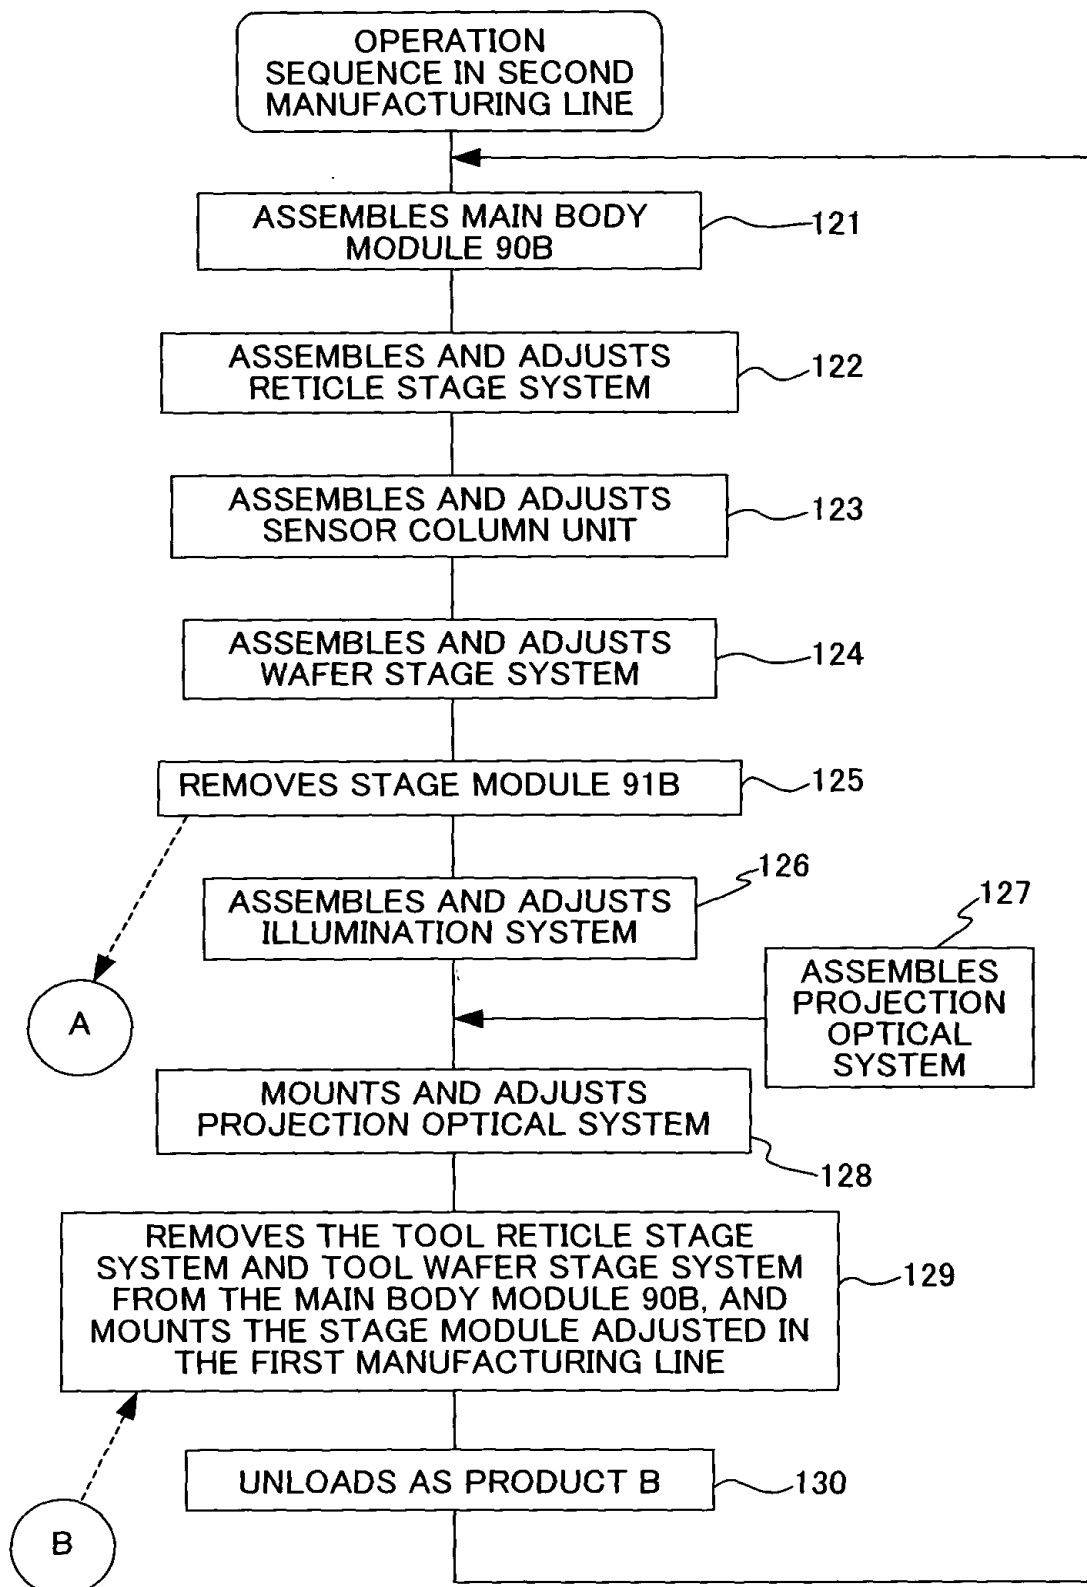 OPERATION
SEQUENCE IN SECOND
MANUFACTURING LINE
ASSEMBLES MAIN BODY
MODULE 90B
121
ASSEMBLES AND ADJUSTS
RETICLE STAGE SYSTEM
122
ASSEMBLES AND ADJUSTS
SENSOR COLUMN UNIT
123
ASSEMBLES AND ADJUSTS
WAFER STAGE SYSTEM
124
REMOVES STAGE MODULE 91B
125
ASSEMBLES AND ADJUSTS
ILLUMINATION SYSTEM
126
127
ASSEMBLES
PROJECTION
OPTICAL
SYSTEM
A
MOUNTS AND ADJUSTS
PROJECTION OPTICAL SYSTEM
128
REMOVES THE TOOL RETICLE STAGE
SYSTEM AND TOOL WAFER STAGE SYSTEM
FROM THE MAIN BODY MODULE 90B, AND
MOUNTS THE STAGE MODULE ADJUSTED IN
THE FIRST MANUFACTURING LINE
129
UNLOADS AS PRODUCT B
130
B